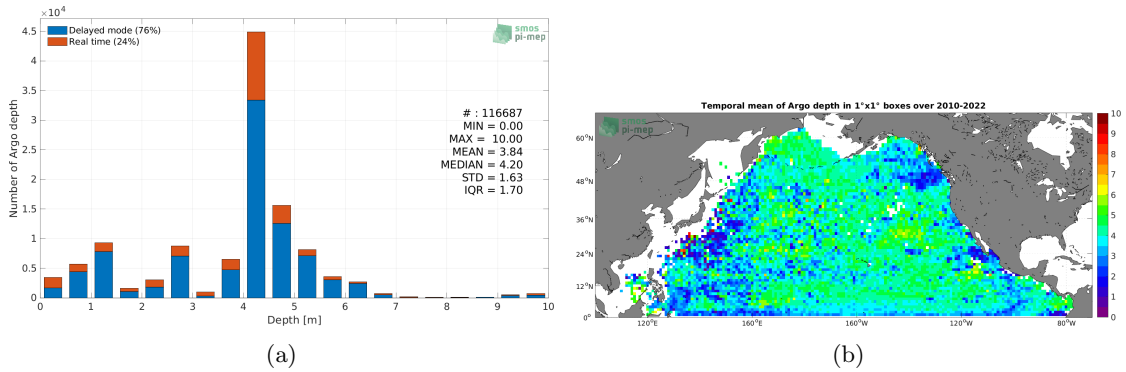 ×10⁴
4.5
4
3.5
3
2.5
2
1.5
1
0.5
0
Number of Argo depth
Delayed mode (76%)
Real time (24%)
smos
pi-mep
# : 116687
MIN = 0.00
MAX = 10.00
MEAN = 3.84
MEDIAN = 4.20
STD = 1.63
IQR = 1.70
1 2 3 4 5 6 7 8 9 10
Depth [m]
(a)
Temporal mean of Argo depth in 1°x1° boxes over 2010-2022
smos
pi-mep
60°N
48°N
36°N
24°N
12°N
0°
120°E 160°E 160°W 120°W 80°W
10
9
8
7
6
5
4
3
2
1
0
(b)